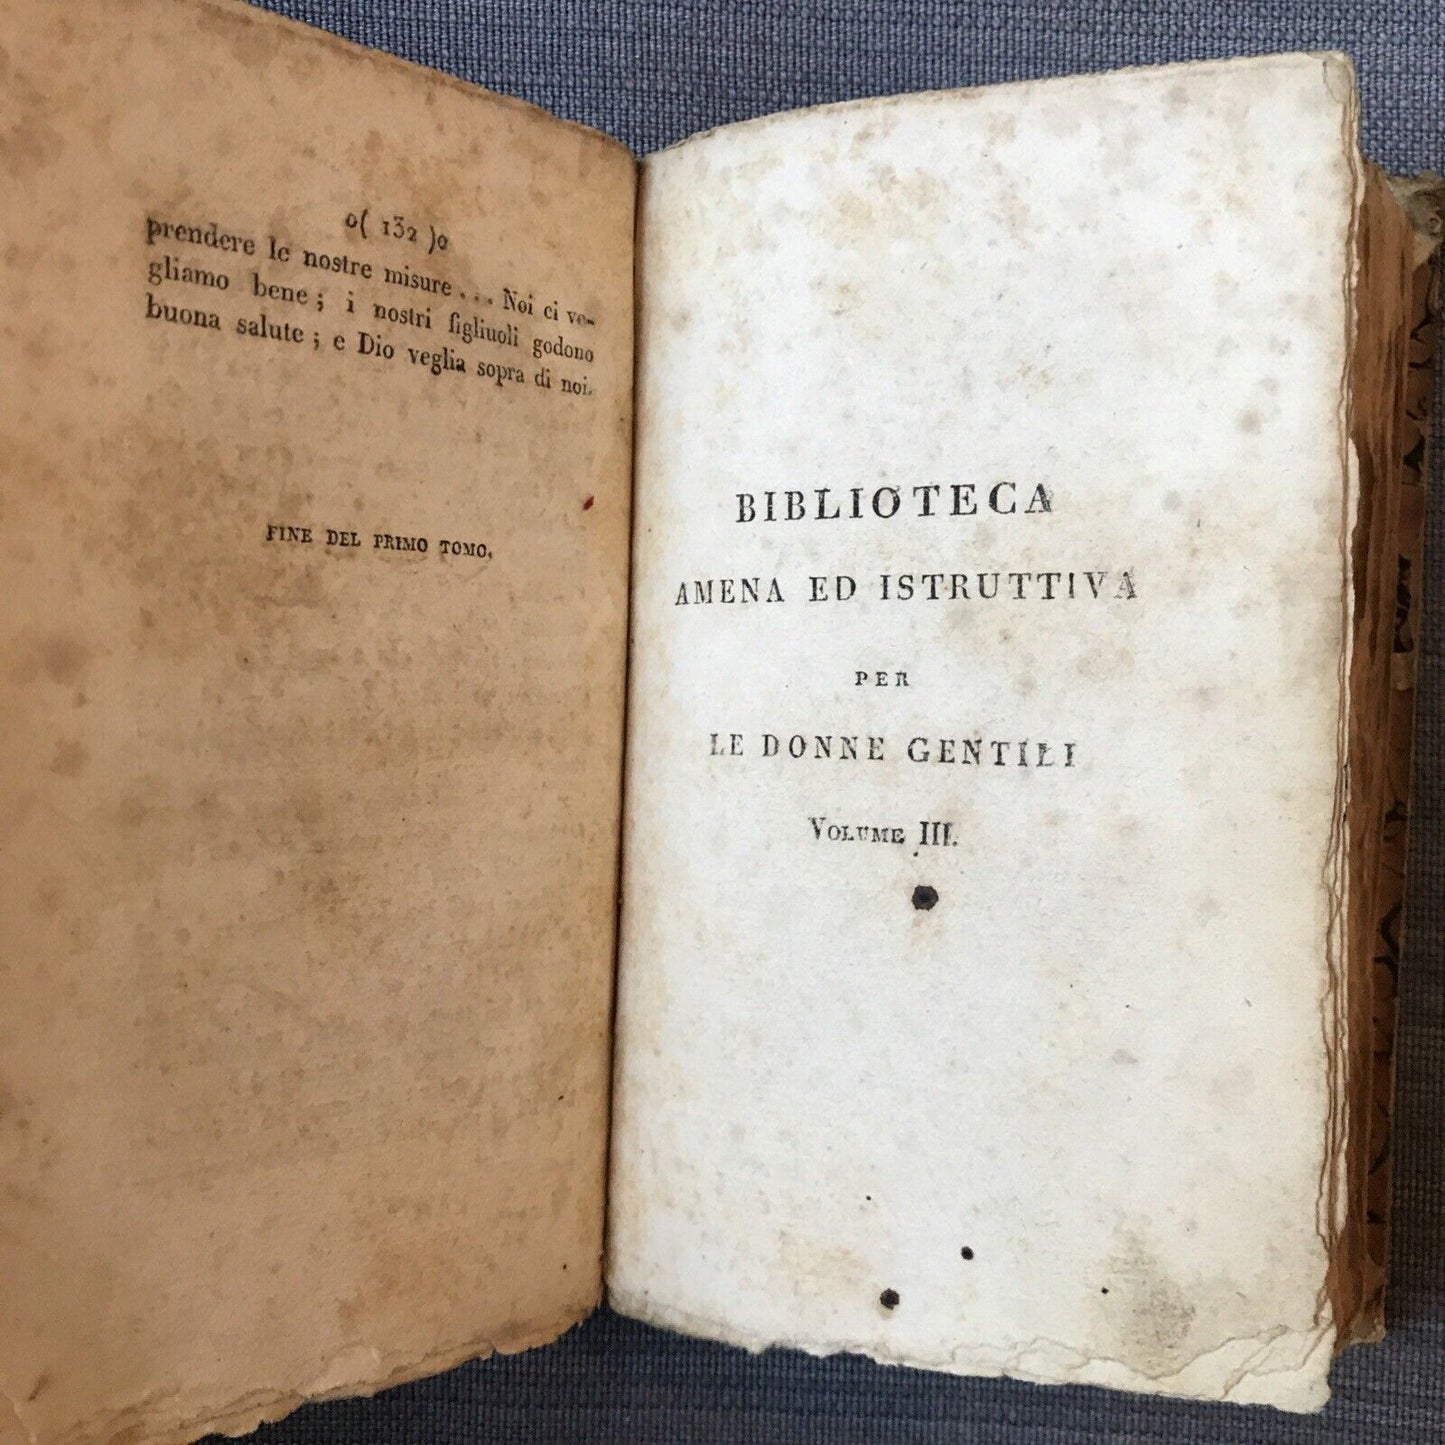 o( 132 )o
prendere le nostre misure... Noi ci vo-
gliamo bene; i nostri figliuoli godono
buona salute; e Dio veglia sopra di noi.
FINE DEL PRIMO TOMO.
BIBLIOTECA
AMENA ED ISTRUTTIVA
PER
LE DONNE GENTILI
VOLUME III.